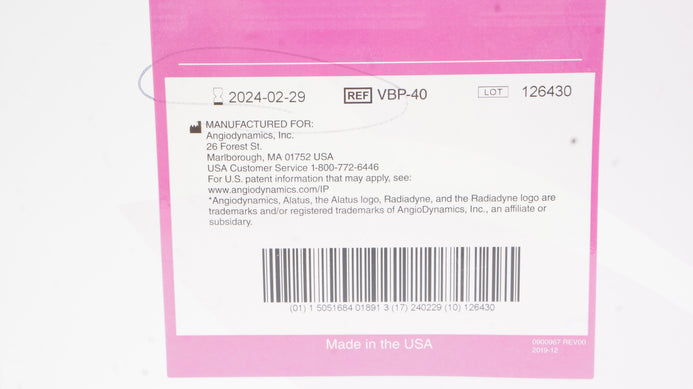 2024-02-29 REF VBP-40 LOT 126430
MANUFACTURED FOR:
Angiodynamics, Inc.
26 Forest St.
Marlborough, MA 01752 USA
USA Customer Service 1-800-772-6446
For U.S. patent information that may apply, see:
www.angiodynamics.com/IP
*Angiodynamics, Alatus, the Alatus logo, Radiadyne, and the Radiadyne logo are
trademarks and/or registered trademarks of AngioDynamics, Inc., an affiliate or
subsidary.
(01) 1 5051684 01891 3 (17) 240229 (10) 126430
Made in the USA
0900967 REV00
2019-12